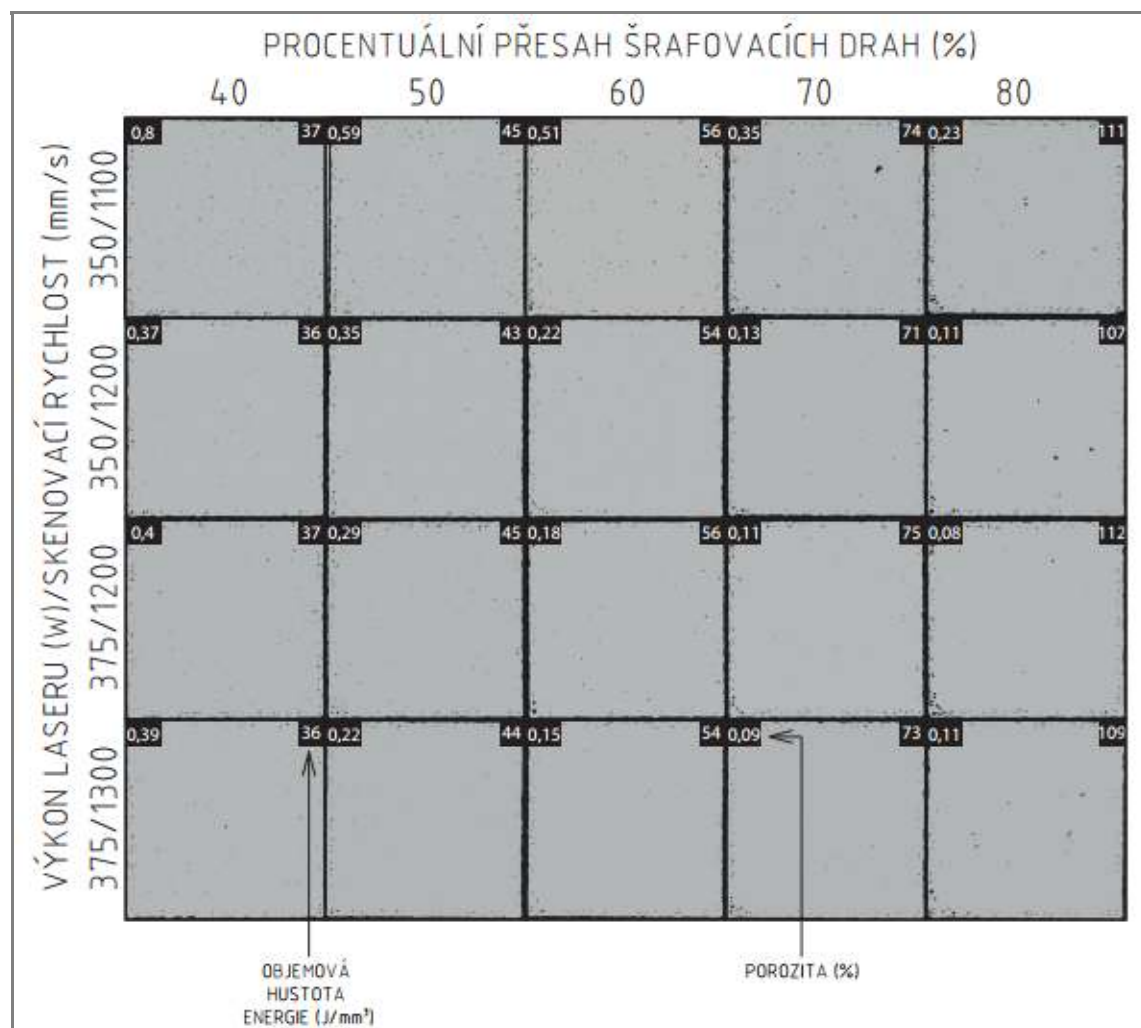 PROCENTUÁLNÍ PŘESAH ŠRAFOVACÍCH DRAH (%)
40 50 60 70 80
VÝKON LASERU (W)/SKENOVACÍ RYCHLOST (mm/s)
350/1100
0,8 37 0,59 45 0,51 56 0,35 74 0,23 111
350/1200
0,37 36 0,35 43 0,22 54 0,13 71 0,11 107
375/1200
0,4 37 0,29 45 0,18 56 0,11 75 0,08 112
375/1300
0,39 36 0,22 44 0,15 54 0,09 73 0,11 109
OBJEMOVÁ
HUSTOTA
ENERGIE (J/mm³)
POROZITA (%)